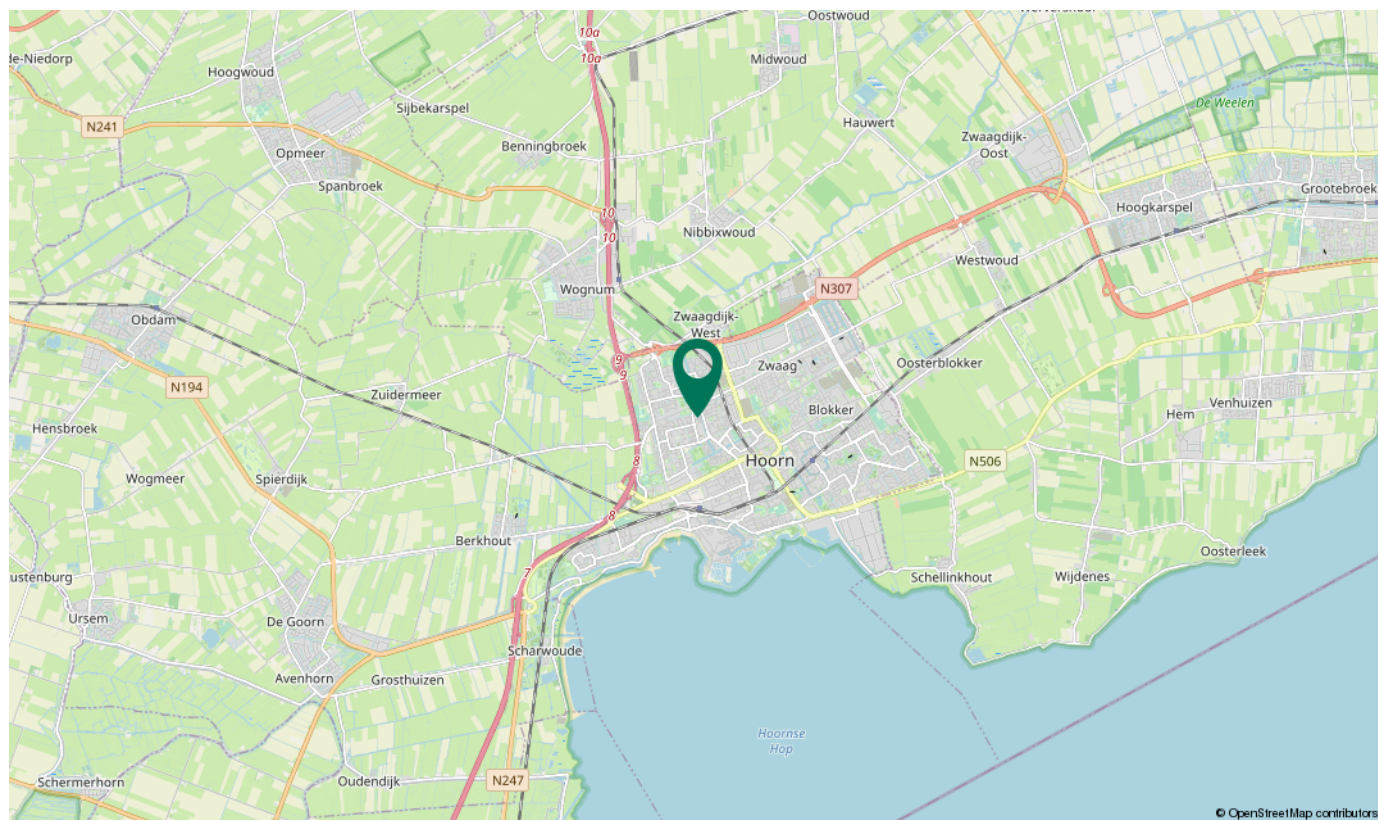 10a
Oostwoud
de-Niedorp
10a
Midwoud
Hoogwoud
De Weelen
Sijbekarspel
N241
Hauwert
Zwaagdijk-
Oost
Benningbroek
Opmeer
Spanbroek
Grootebroek
Hoogkarspel
10
Nibbixwoud
10
Westwoud
Wognum
N307
Obdam
Zwaagdijk-
West
9
9
Zwaag
Oosterblokker
N194
Zuidermeer
Venhuizen
Blokker
Hem
Hensbroek
8
Hoorn
N506
Wogmeer
Spierdijk
8
Berkhout
Oosterleek
7
ustenburg
Schellinkhout
Wijdenes
Ursem
De Goorn
Scharwoude
Avenhorn
Grosthuizen
Hoornse
Hop
Schermerhorn
Oudendijk
N247
© OpenStreetMap contributors